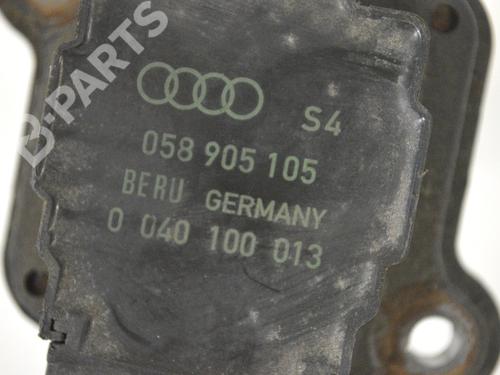 B-PARTS
S4
058 905 105
BERU GERMANY
0 040 100 013